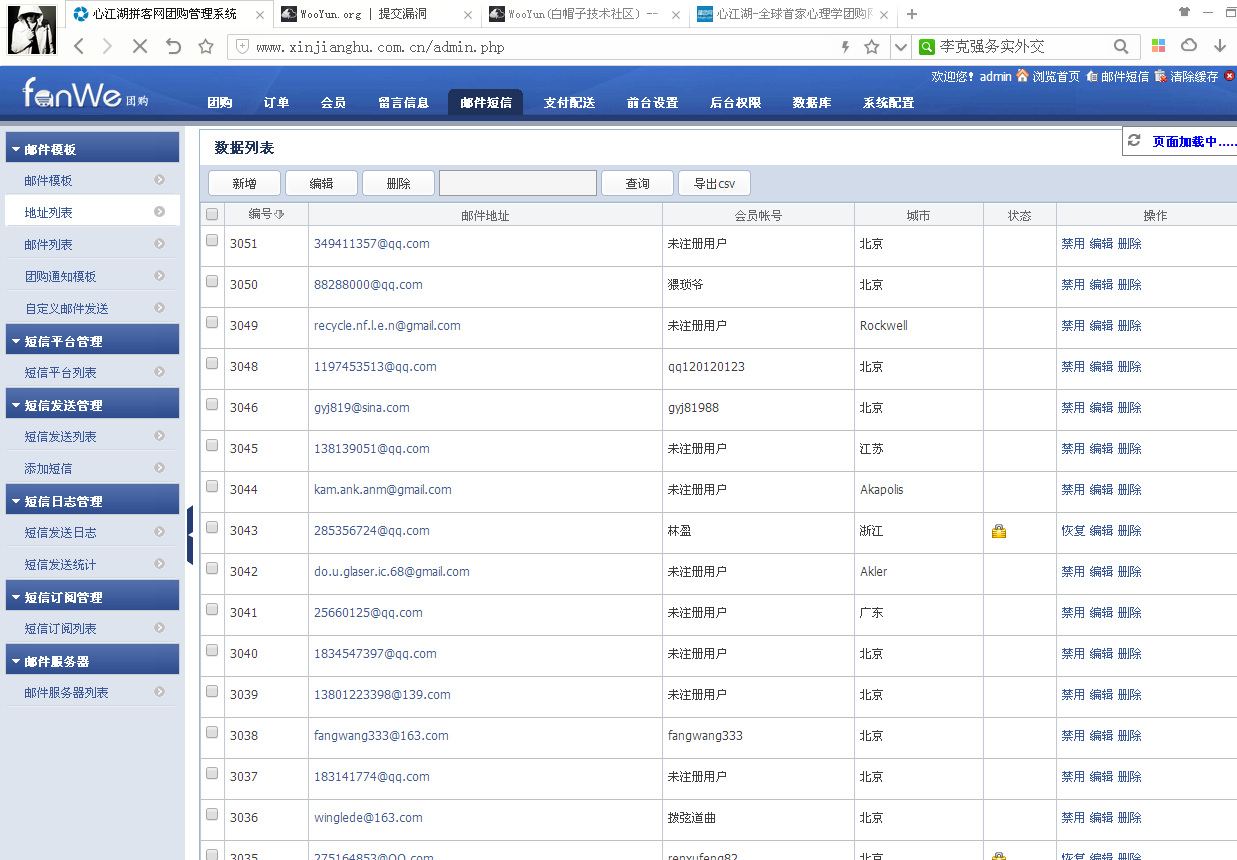 心江湖拼客网团购管理系统
WooYun.org | 提交漏洞
WooYun(白帽子技术社区) --
心江湖-全球首家心理学团购网
www.xinjianghu.com.cn/admin.php
李克强务实外交
欢迎您! admin 浏览首页 邮件短信 清除缓存
fanWe 团购
团购 订单 会员 留言信息 邮件短信 支付配送 前台设置 后台权限 数据库 系统配置
页面加载中.....
邮件模板
邮件模板
地址列表
邮件列表
团购通知模板
自定义邮件发送
短信平台管理
短信平台列表
短信发送管理
短信发送列表
添加短信
短信日志管理
短信发送日志
短信发送统计
短信订阅管理
短信订阅列表
邮件服务器
邮件服务器列表
数据列表
新增 编辑 删除 查询 导出csv
编号 邮件地址 会员帐号 城市 状态 操作
3051 349411357@qq.com 未注册用户 北京 禁用 编辑 删除
3050 88288000@qq.com 猥琐爷 北京 禁用 编辑 删除
3049 recycle.nf.l.e.n@gmail.com 未注册用户 Rockwell 禁用 编辑 删除
3048 1197453513@qq.com qq120120123 北京 禁用 编辑 删除
3046 gyj819@sina.com gyj81988 北京 禁用 编辑 删除
3045 138139051@qq.com 未注册用户 江苏 禁用 编辑 删除
3044 kam.ank.anm@gmail.com 未注册用户 Akapolis 禁用 编辑 删除
3043 285356724@qq.com 林盈 浙江 恢复 编辑 删除
3042 do.u.glaser.ic.68@gmail.com 未注册用户 Akler 禁用 编辑 删除
3041 25660125@qq.com 未注册用户 广东 禁用 编辑 删除
3040 1834547397@qq.com 未注册用户 北京 禁用 编辑 删除
3039 13801223398@139.com 未注册用户 北京 禁用 编辑 删除
3038 fangwang333@163.com fangwang333 北京 禁用 编辑 删除
3037 183141774@qq.com 未注册用户 北京 禁用 编辑 删除
3036 winglede@163.com 拨弦道曲 北京 禁用 编辑 删除
3035 275164853@QQ.com renxufeng82 北京 恢复 编辑 删除